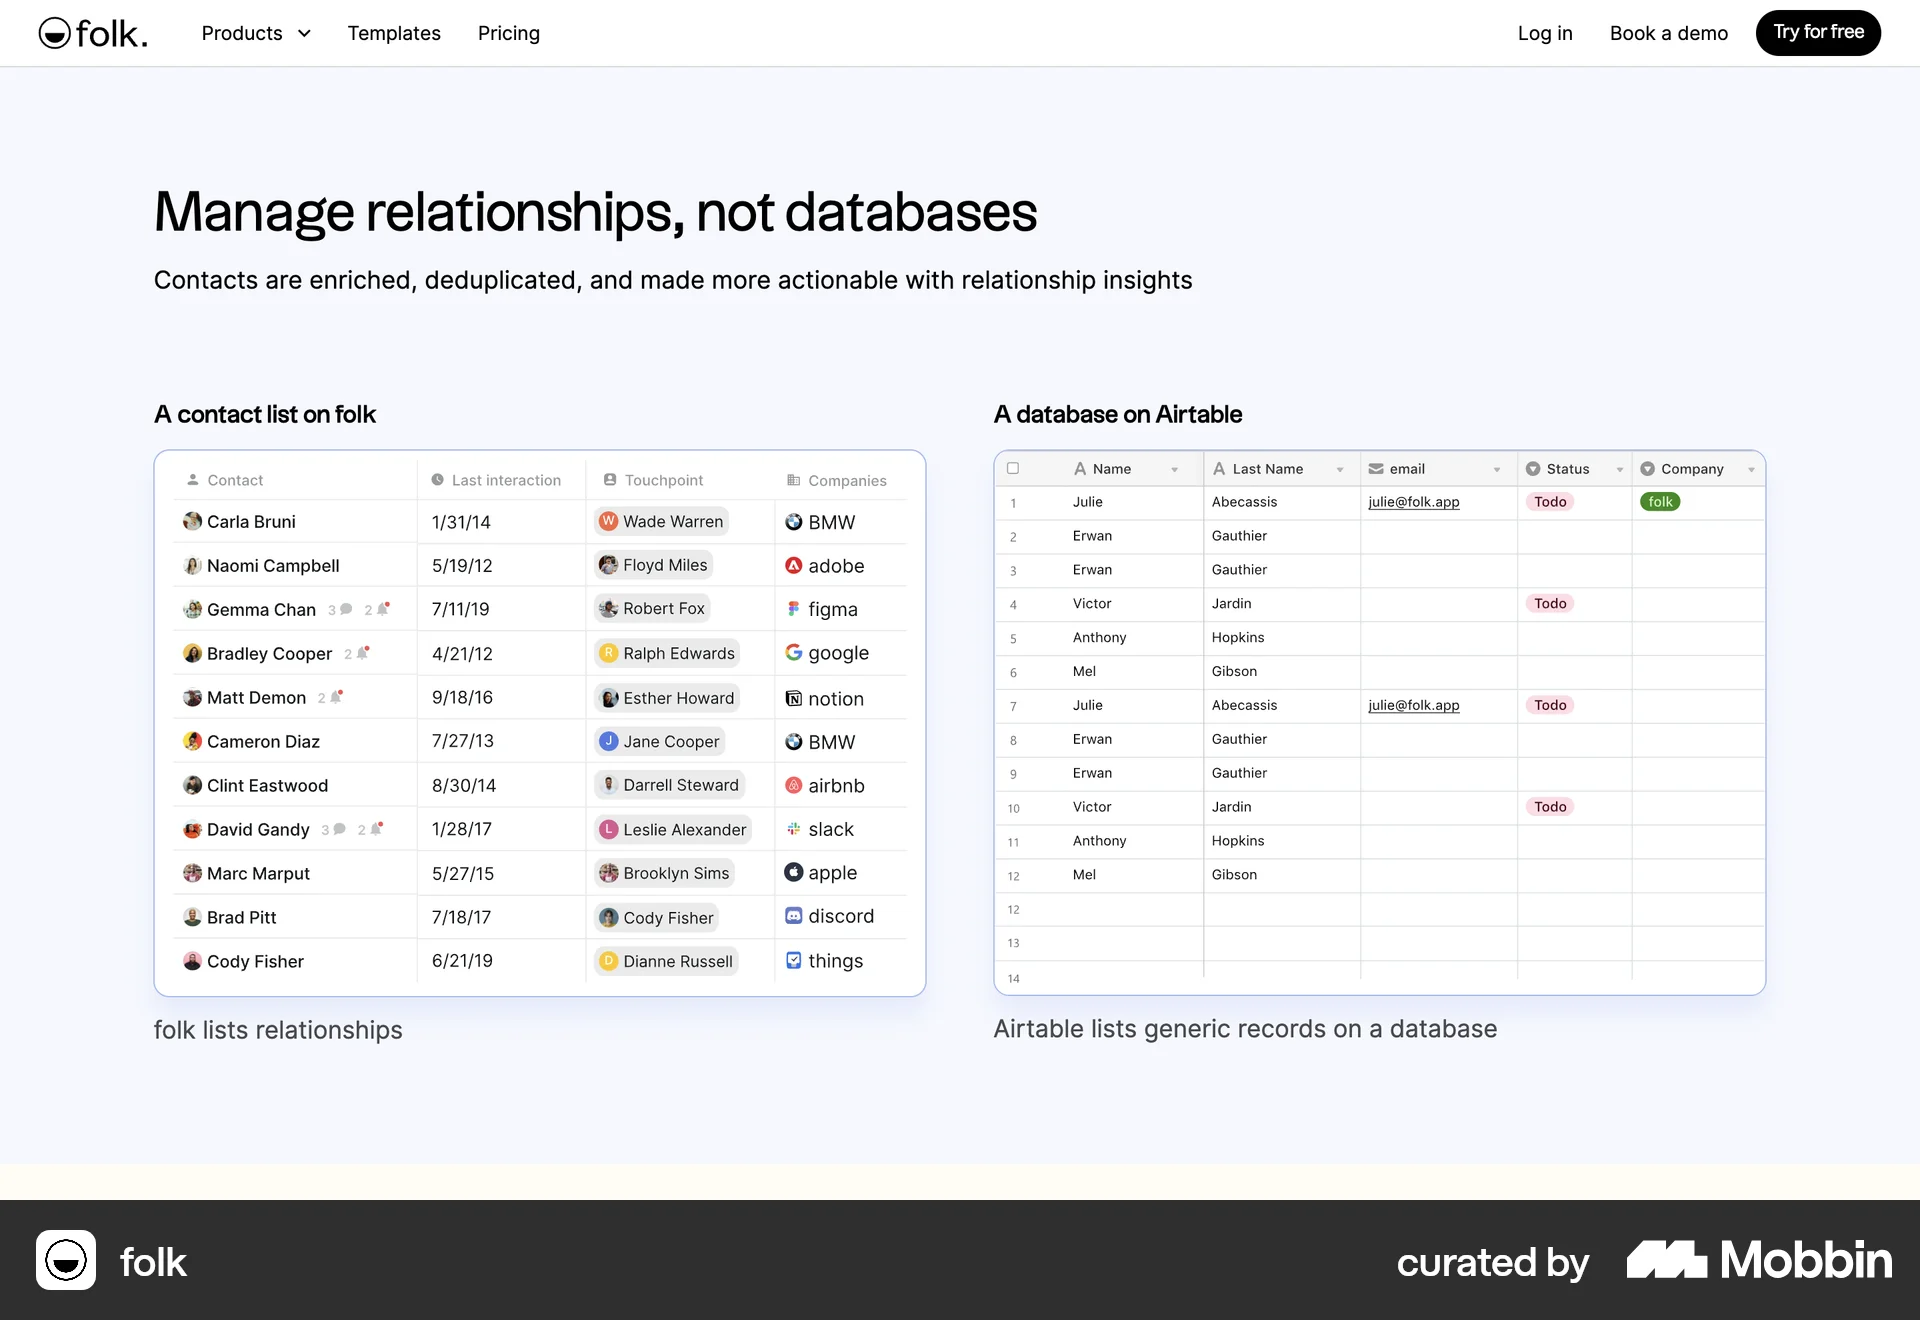 folk.
Products
Templates
Pricing
Log in
Book a demo
Try for free
Manage relationships, not databases
Contacts are enriched, deduplicated, and made more actionable with relationship insights
A contact list on folk
Contact Last interaction Touchpoint Companies
Carla Bruni 1/31/14 W Wade Warren BMW
Naomi Campbell 5/19/12 Floyd Miles adobe
Gemma Chan 3 2 7/11/19 Robert Fox figma
Bradley Cooper 2 4/21/12 R Ralph Edwards google
Matt Demon 2 9/18/16 Esther Howard notion
Cameron Diaz 7/27/13 J Jane Cooper BMW
Clint Eastwood 8/30/14 Darrell Steward airbnb
David Gandy 3 2 1/28/17 L Leslie Alexander slack
Marc Marput 5/27/15 Brooklyn Sims apple
Brad Pitt 7/18/17 Cody Fisher discord
Cody Fisher 6/21/19 D Dianne Russell things
folk lists relationships
A database on Airtable
A Name A Last Name email Status Company
1 Julie Abecassis julie@folk.app Todo folk
2 Erwan Gauthier
3 Erwan Gauthier
4 Victor Jardin Todo
5 Anthony Hopkins
6 Mel Gibson
7 Julie Abecassis julie@folk.app Todo
8 Erwan Gauthier
9 Erwan Gauthier
10 Victor Jardin Todo
11 Anthony Hopkins
12 Mel Gibson
12
13
14
Airtable lists generic records on a database
folk
curated by Mobbin